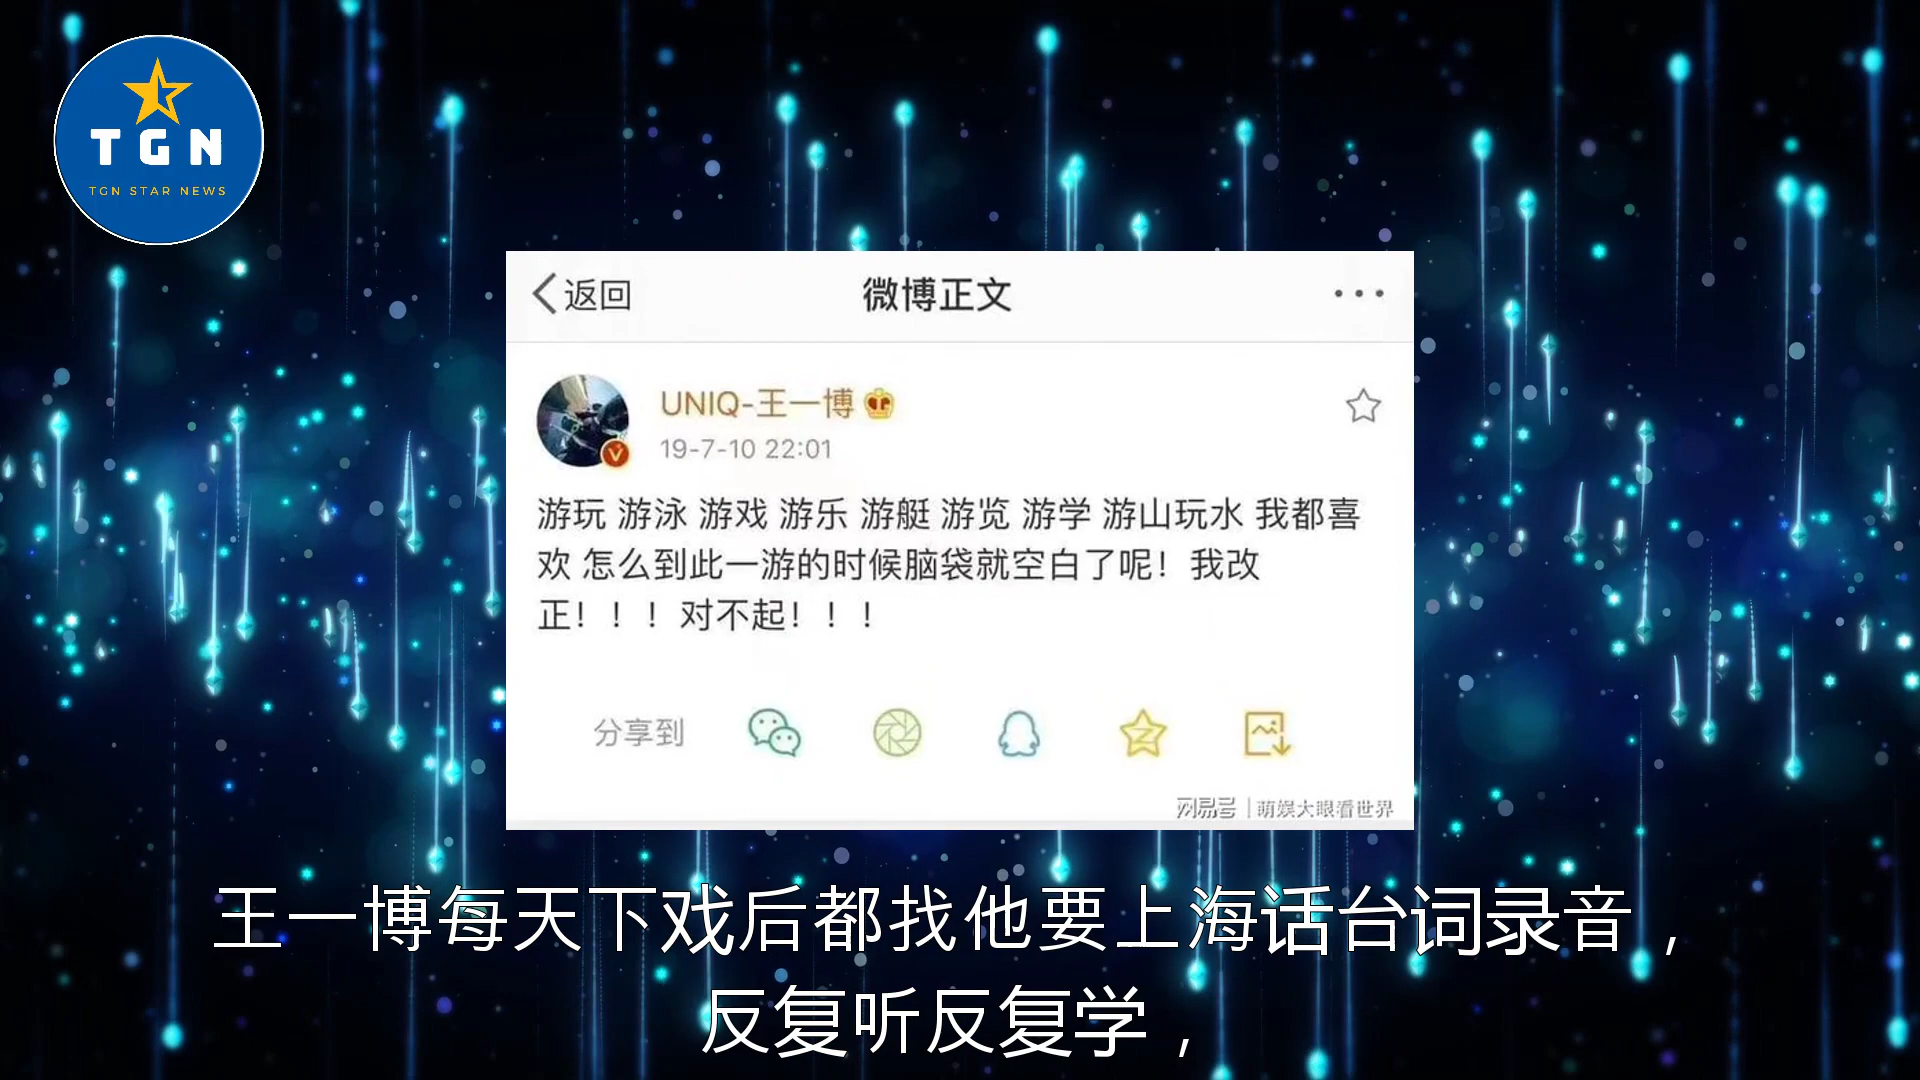 TGN
TGN STAR NEWS
返回
微博正文
UNIQ-王一博
19-7-10 22:01
游玩 游泳 游戏 游乐 游艇 游览 游学 游山玩水 我都喜
欢 怎么到此一游的时候脑袋就空白了呢！我改
正！！！对不起！！！
分享到
网易号 | 萌娱大眼看世界
王一博每天下戏后都找他要上海话台词录音，
反复听反复学，